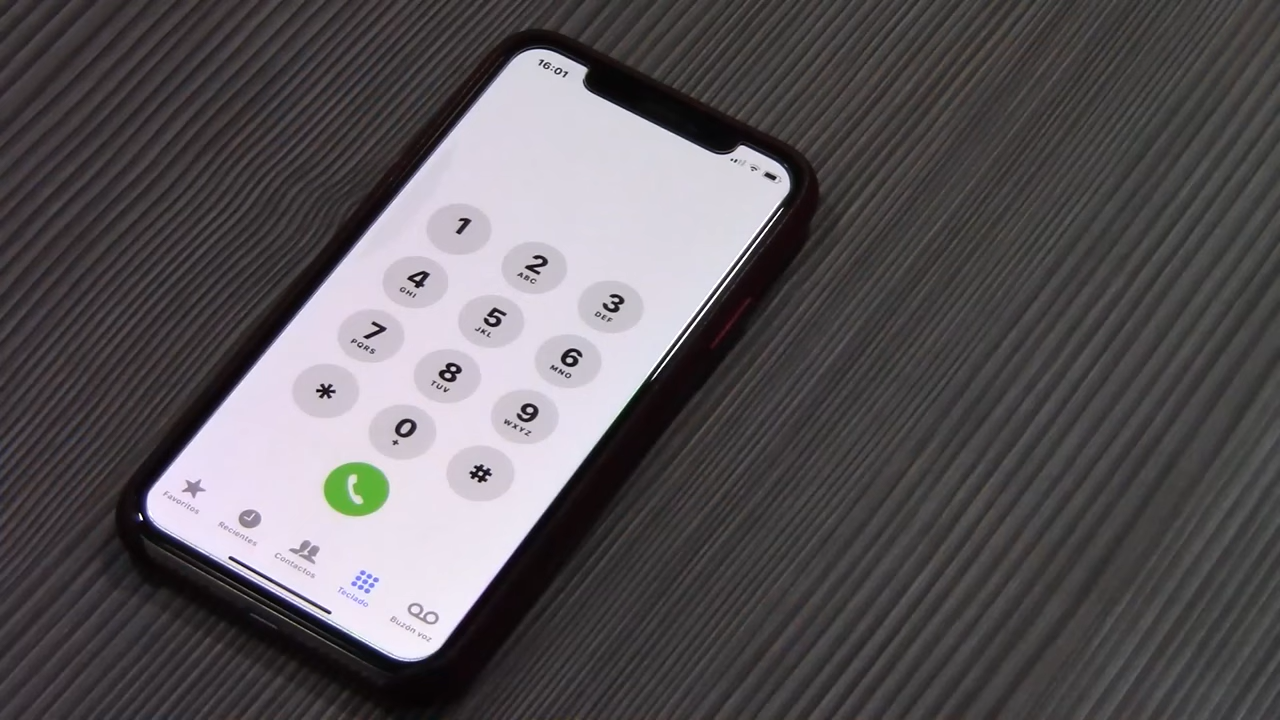 16:01
1
2
ABC
3
DEF
4
GHI
5
JKL
6
MNO
7
PQRS
8
TUV
9
WXYZ
*
0
+
#
Favoritos
Recientes
Contactos
Teclado
Buzón voz